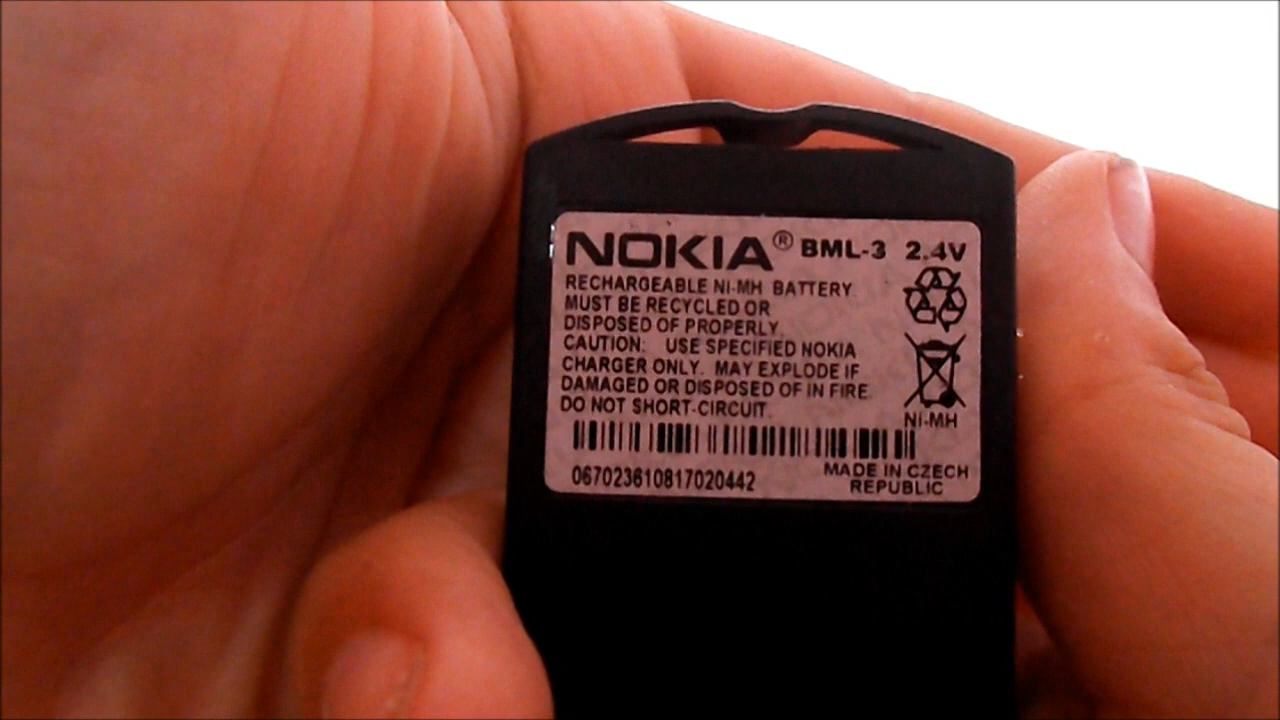 NOKIA® BML-3 2.4V
RECHARGEABLE NI-MH BATTERY.
MUST BE RECYCLED OR
DISPOSED OF PROPERLY.
CAUTION: USE SPECIFIED NOKIA
CHARGER ONLY. MAY EXPLODE IF
DAMAGED OR DISPOSED OF IN FIRE.
DO NOT SHORT-CIRCUIT.
NI-MH
067023610817020442
MADE IN CZECH
REPUBLIC